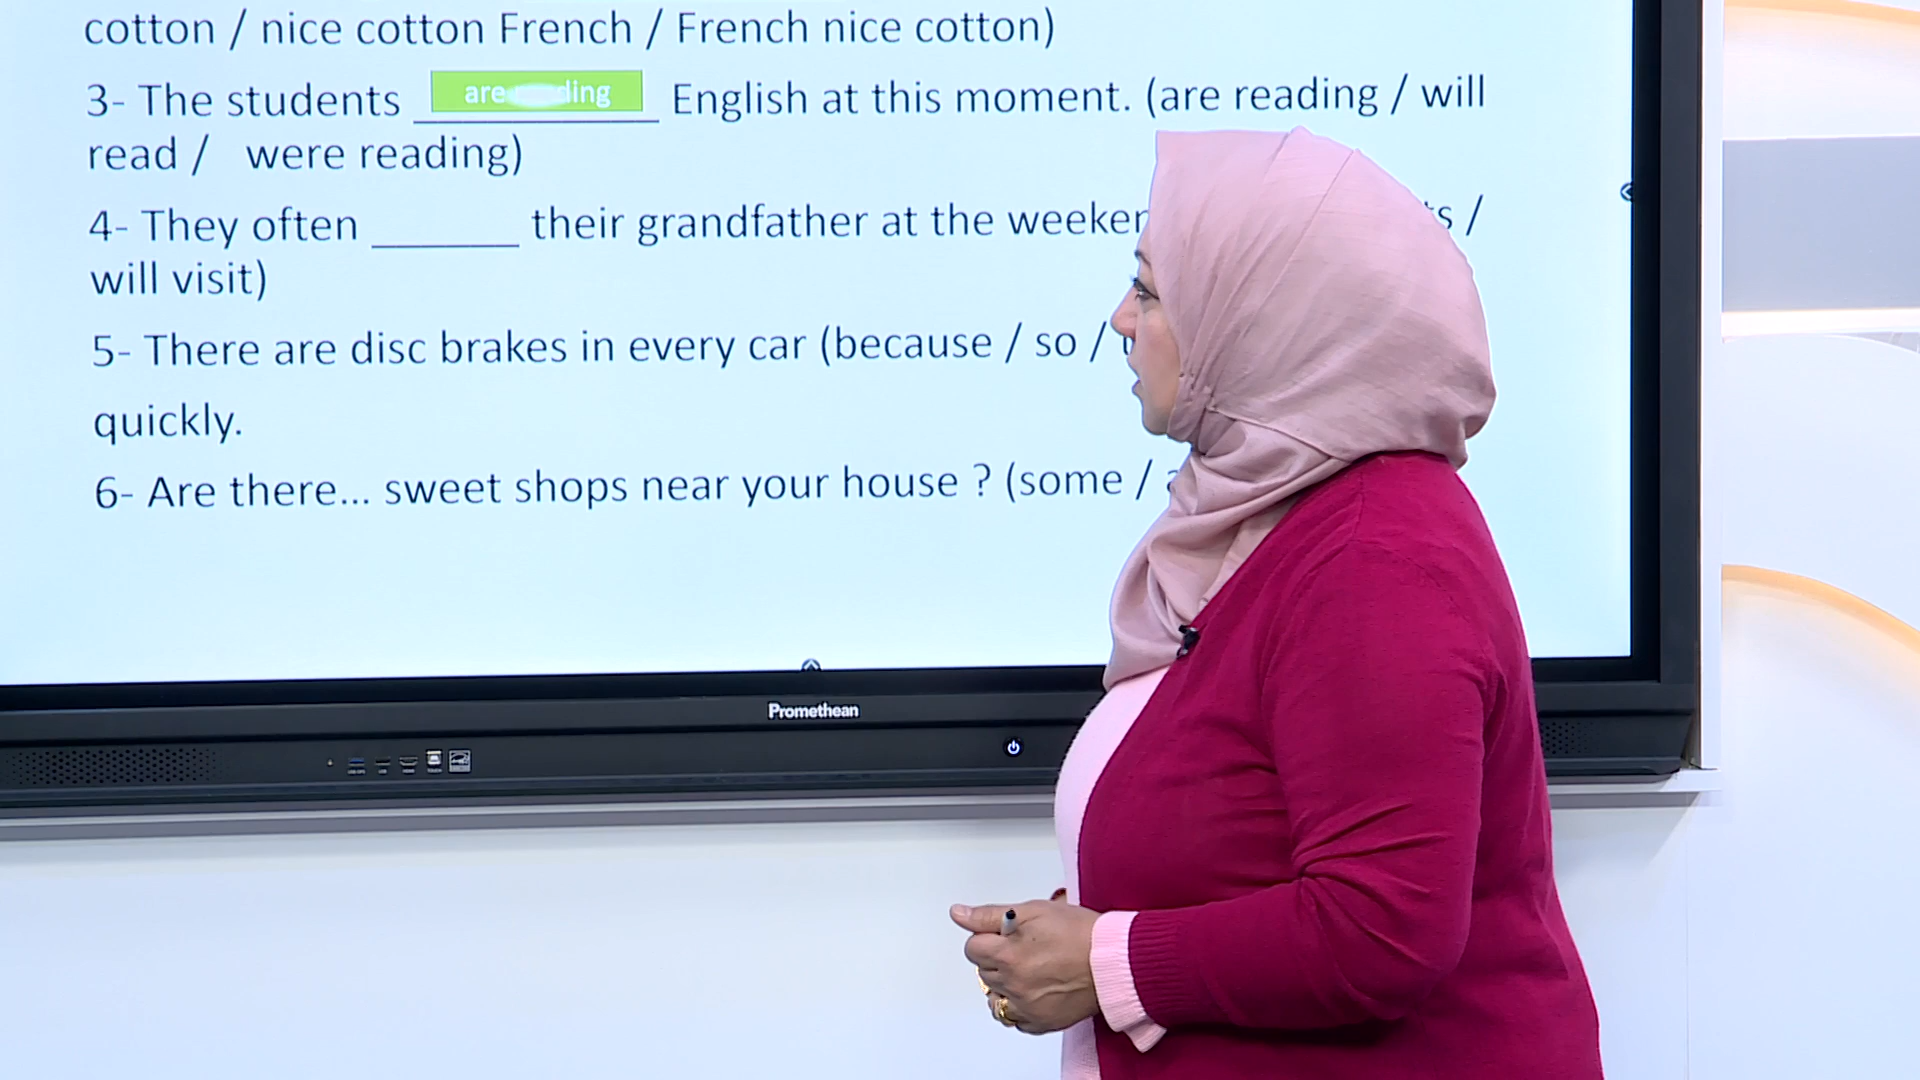 cotton / nice cotton French / French nice cotton)
3- The students are reading English at this moment. (are reading / will
read / were reading)
4- They often ______ their grandfather at the /
will visit)
5- There are disc brakes in every car (because / so /
quickly.
6- Are there... sweet shops near your house ? (some /
Promethean